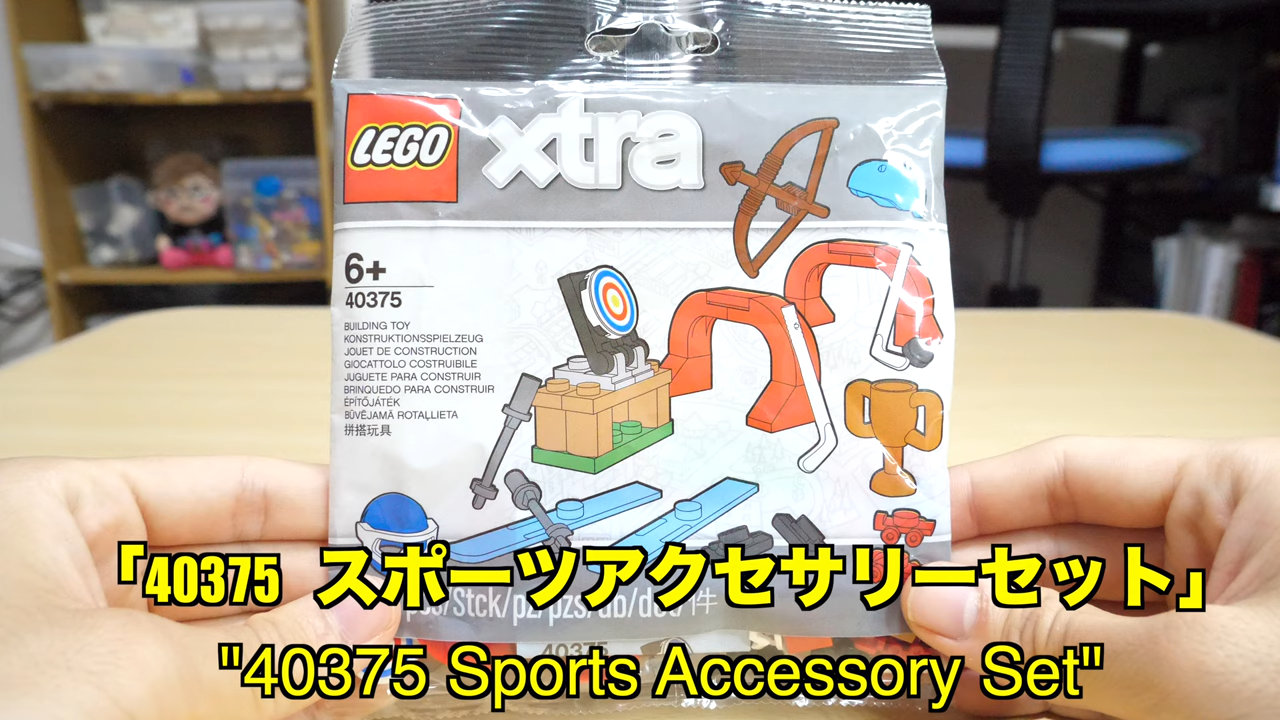 LEGO xtra
6+
40375
BUILDING TOY
KONSTRUKTIONSSPIELZEUG
JOUET DE CONSTRUCTION
GIOCATTOLO COSTRUIBILE
JUGUETE PARA CONSTRUIR
BRINQUEDO PARA CONSTRUIR
ÉPÍTŐJÁTÉK
BŪVĒJAMĀ ROTAĻLIETA
拼搭玩具
「40375 スポーツアクセサリーセット」
40375
"40375 Sports Accessory Set"